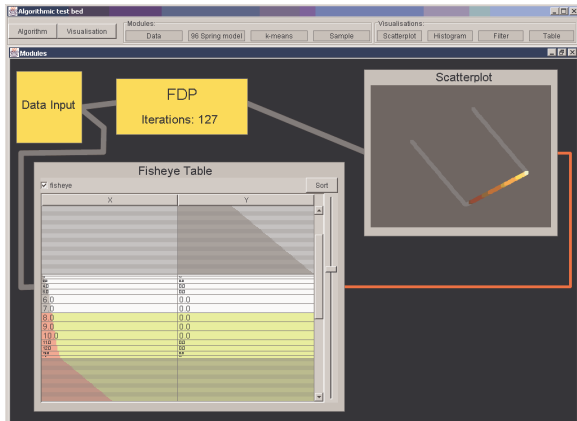 Algorithmic test bed
Algorithm
Visualisation
Modules:
Data
96 Spring model
k-means
Sample
Visualisations:
Scatterplot
Histogram
Filter
Table
Modules
Data Input
FDP
Iterations: 127
Scatterplot
Fisheye Table
fisheye
Sort
X Y
6.0 0.0
7.0 0.0
8.0 0.0
9.0 0.0
10.0 0.0